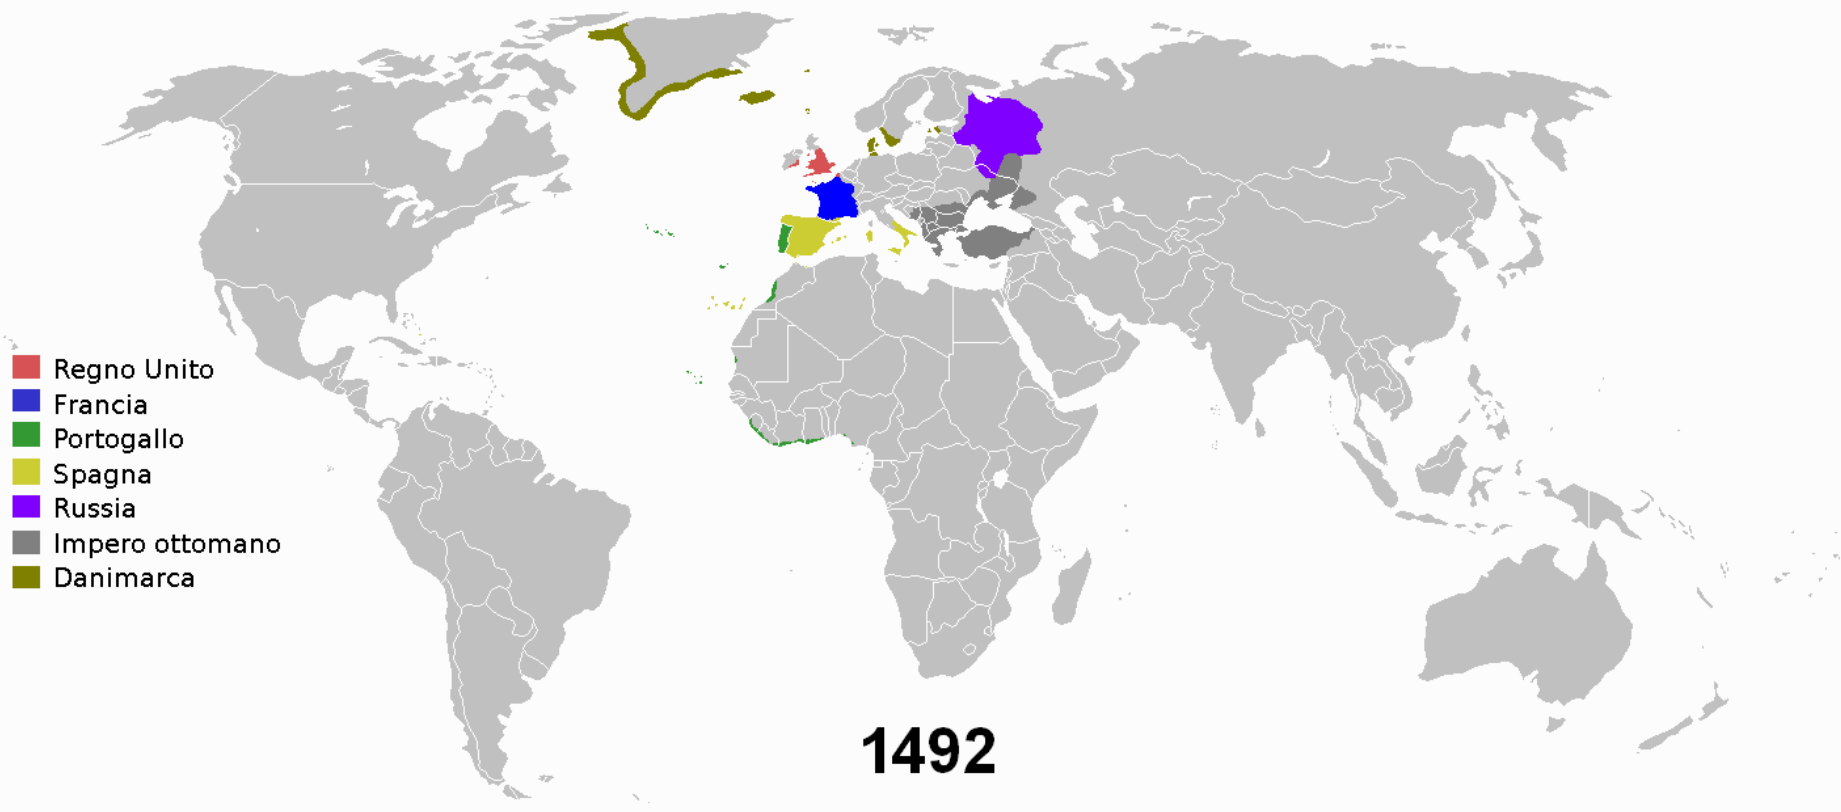 Regno Unito
Francia
Portogallo
Spagna
Russia
Impero ottomano
Danimarca
1492